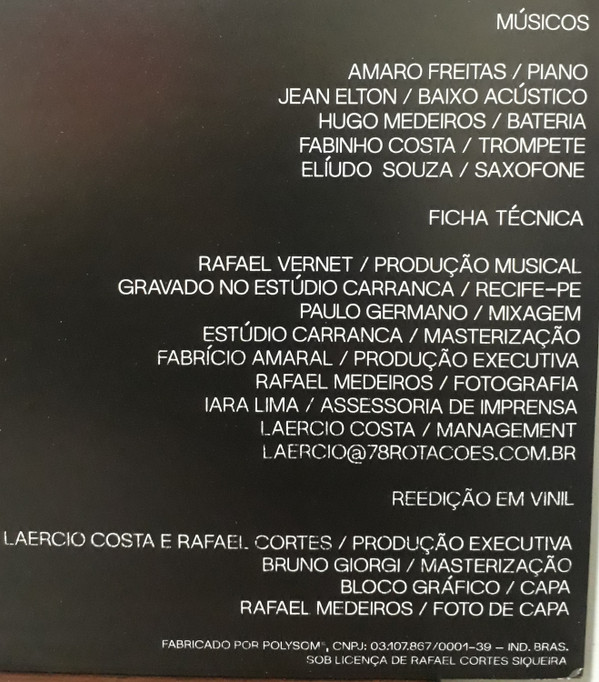 MÚSICOS
AMARO FREITAS / PIANO
JEAN ELTON / BAIXO ACÚSTICO
HUGO MEDEIROS / BATERIA
FABINHO COSTA / TROMPETE
ELÍUDO SOUZA / SAXOFONE
FICHA TÉCNICA
RAFAEL VERNET / PRODUÇÃO MUSICAL
GRAVADO NO ESTÚDIO CARRANCA / RECIFE-PE
PAULO GERMANO / MIXAGEM
ESTÚDIO CARRANCA / MASTERIZAÇÃO
FABRÍCIO AMARAL / PRODUÇÃO EXECUTIVA
RAFAEL MEDEIROS / FOTOGRAFIA
IARA LIMA / ASSESSORIA DE IMPRENSA
LAERCIO COSTA / MANAGEMENT
LAERCIO@78ROTACOES.COM.BR
REEDIÇÃO EM VINIL
LAERCIO COSTA E RAFAEL CORTES / PRODUÇÃO EXECUTIVA
BRUNO GIORGI / MASTERIZAÇÃO
BLOCO GRÁFICO / CAPA
RAFAEL MEDEIROS / FOTO DE CAPA
FABRICADO POR POLYSOM®, CNPJ: 03.107.867/0001-39 – IND. BRAS.
SOB LICENÇA DE RAFAEL CORTES SIQUEIRA